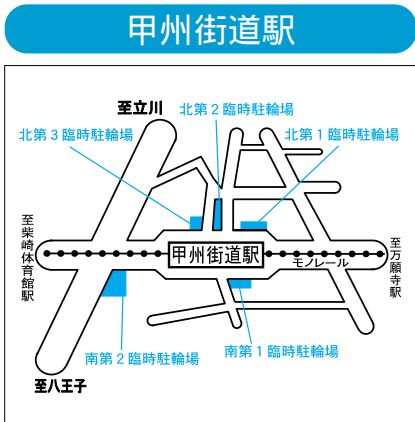 甲州街道駅
至立川
北第２臨時駐輪場
北第３臨時駐輪場
北第１臨時駐輪場
至柴崎体育館駅
甲州街道駅
モノレール
至万願寺駅
南第２臨時駐輪場
南第１臨時駐輪場
至八王子